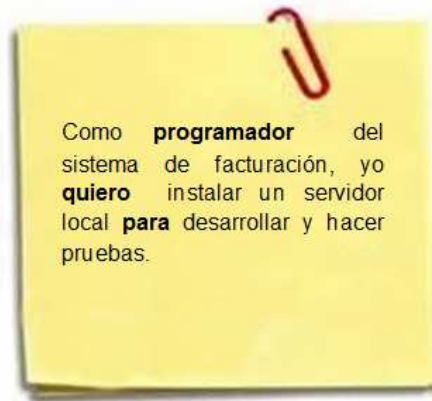 Como programador del
sistema de facturación, yo
quiero instalar un servidor
local para desarrollar y hacer
pruebas.